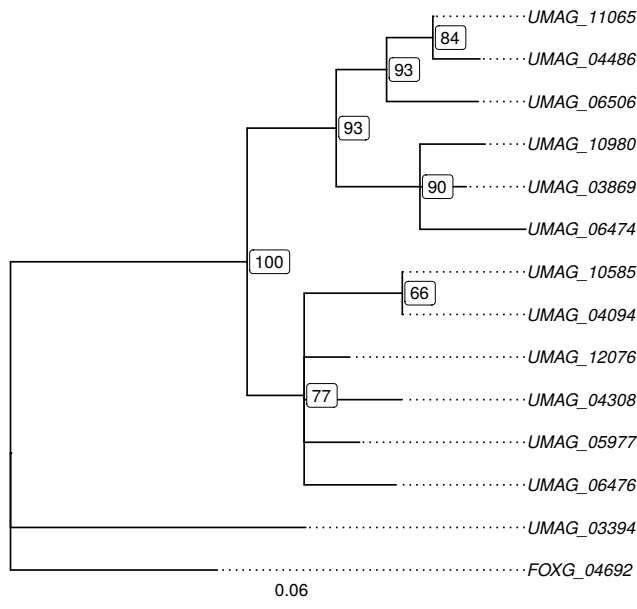 UMAG_11065
84
UMAG_04486
93
UMAG_06506
93
UMAG_10980
90
UMAG_03869
UMAG_06474
100
UMAG_10585
66
UMAG_04094
UMAG_12076
77
UMAG_04308
UMAG_05977
UMAG_06476
UMAG_03394
FOXG_04692
0.06